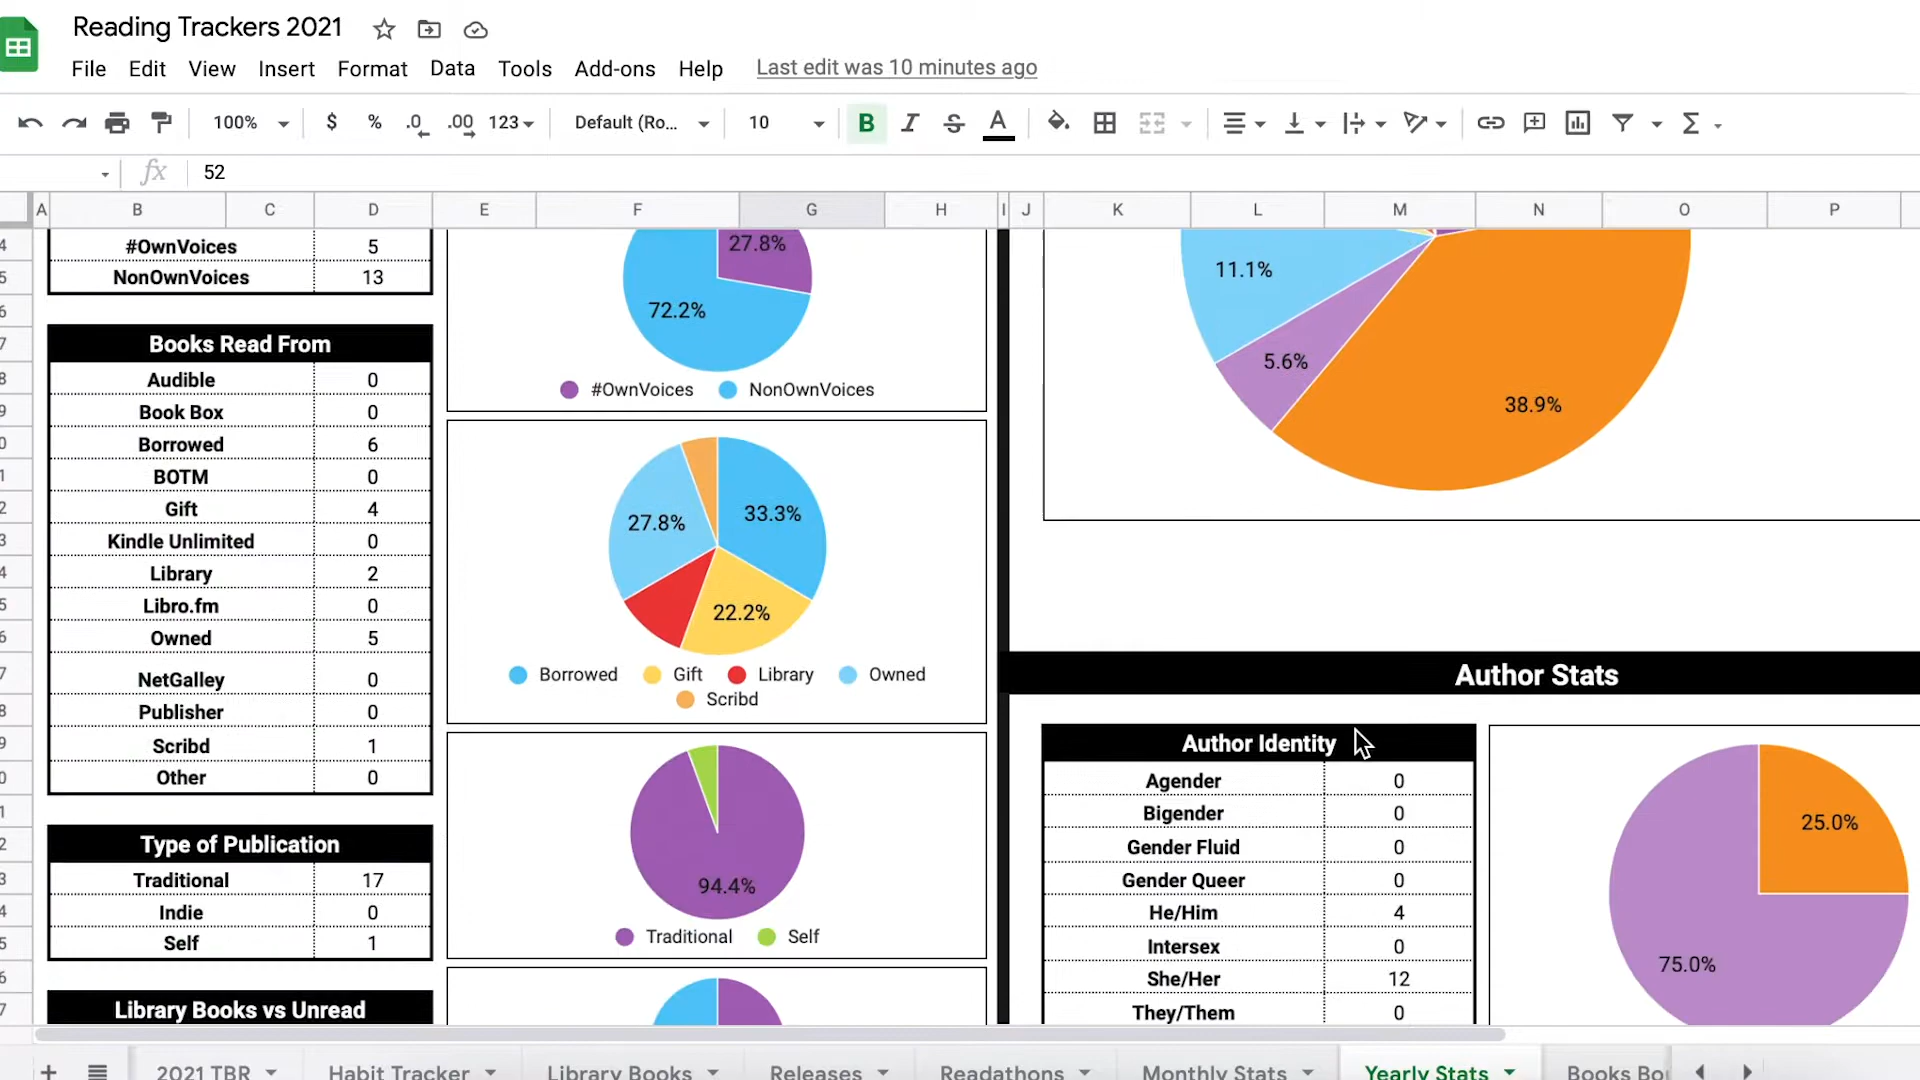 Reading Trackers 2021
File Edit View Insert Format Data Tools Add-ons Help Last edit was 10 minutes ago
100% $ % .0 .00 123 Default (Ro... 10 B I S A Σ
fx 52
A B C D E F G H I J K L M N O P
#OwnVoices 5
NonOwnVoices 13
27.8%
72.2%
#OwnVoices NonOwnVoices
Books Read From
Audible 0
Book Box 0
Borrowed 6
BOTM 0
Gift 4
Kindle Unlimited 0
Library 2
Libro.fm 0
Owned 5
NetGalley 0
Publisher 0
Scribd 1
Other 0
27.8% 33.3%
22.2%
Borrowed Gift Library Owned
Scribd
Type of Publication
Traditional 17
Indie 0
Self 1
94.4%
Traditional Self
Library Books vs Unread
11.1%
5.6%
38.9%
Author Stats
Author Identity
Agender 0
Bigender 0
Gender Fluid 0
Gender Queer 0
He/Him 4
Intersex 0
She/Her 12
They/Them 0
25.0%
75.0%
2021 TBR Habit Tracker Library Books Releases Readathons Monthly Stats Yearly Stats Books Bo